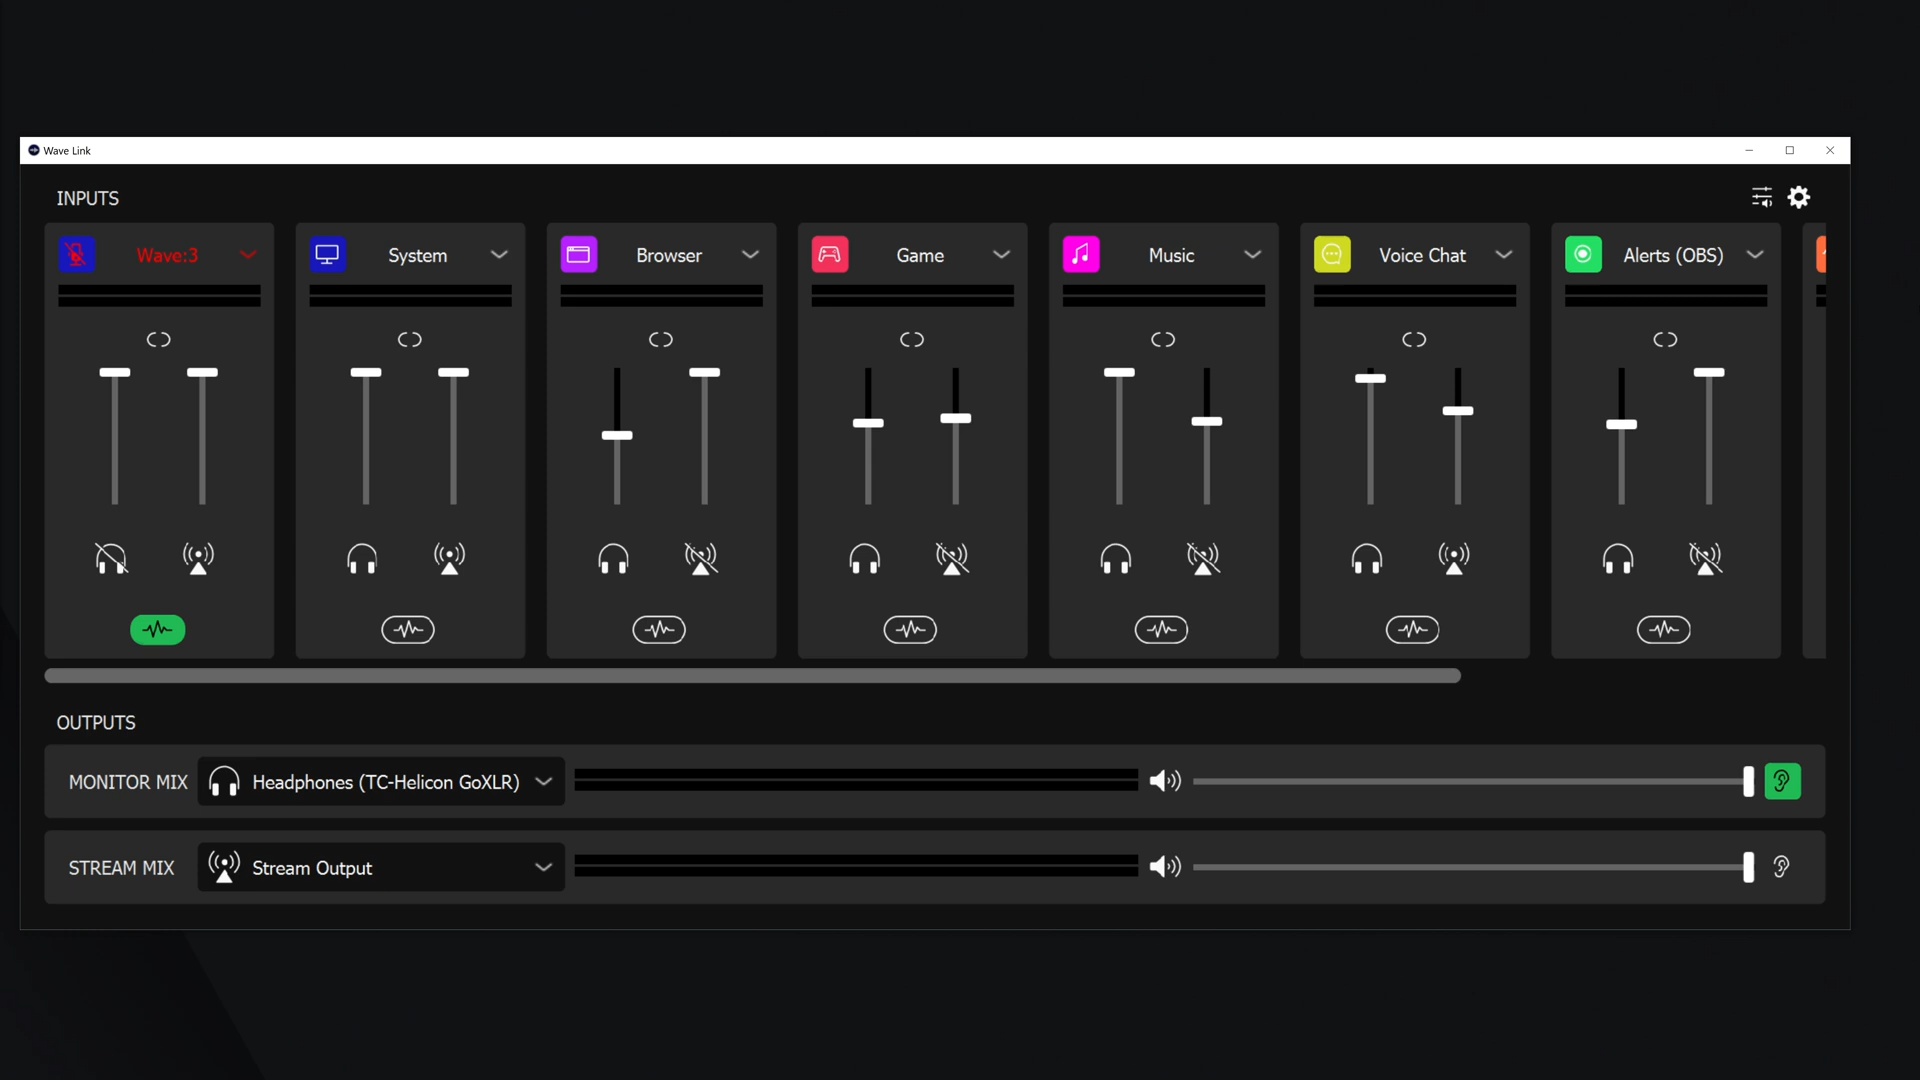 Wave Link
INPUTS
Wave:3
System
Browser
Game
Music
Voice Chat
Alerts (OBS)
OUTPUTS
MONITOR MIX
Headphones (TC-Helicon GoXLR)
STREAM MIX
Stream Output